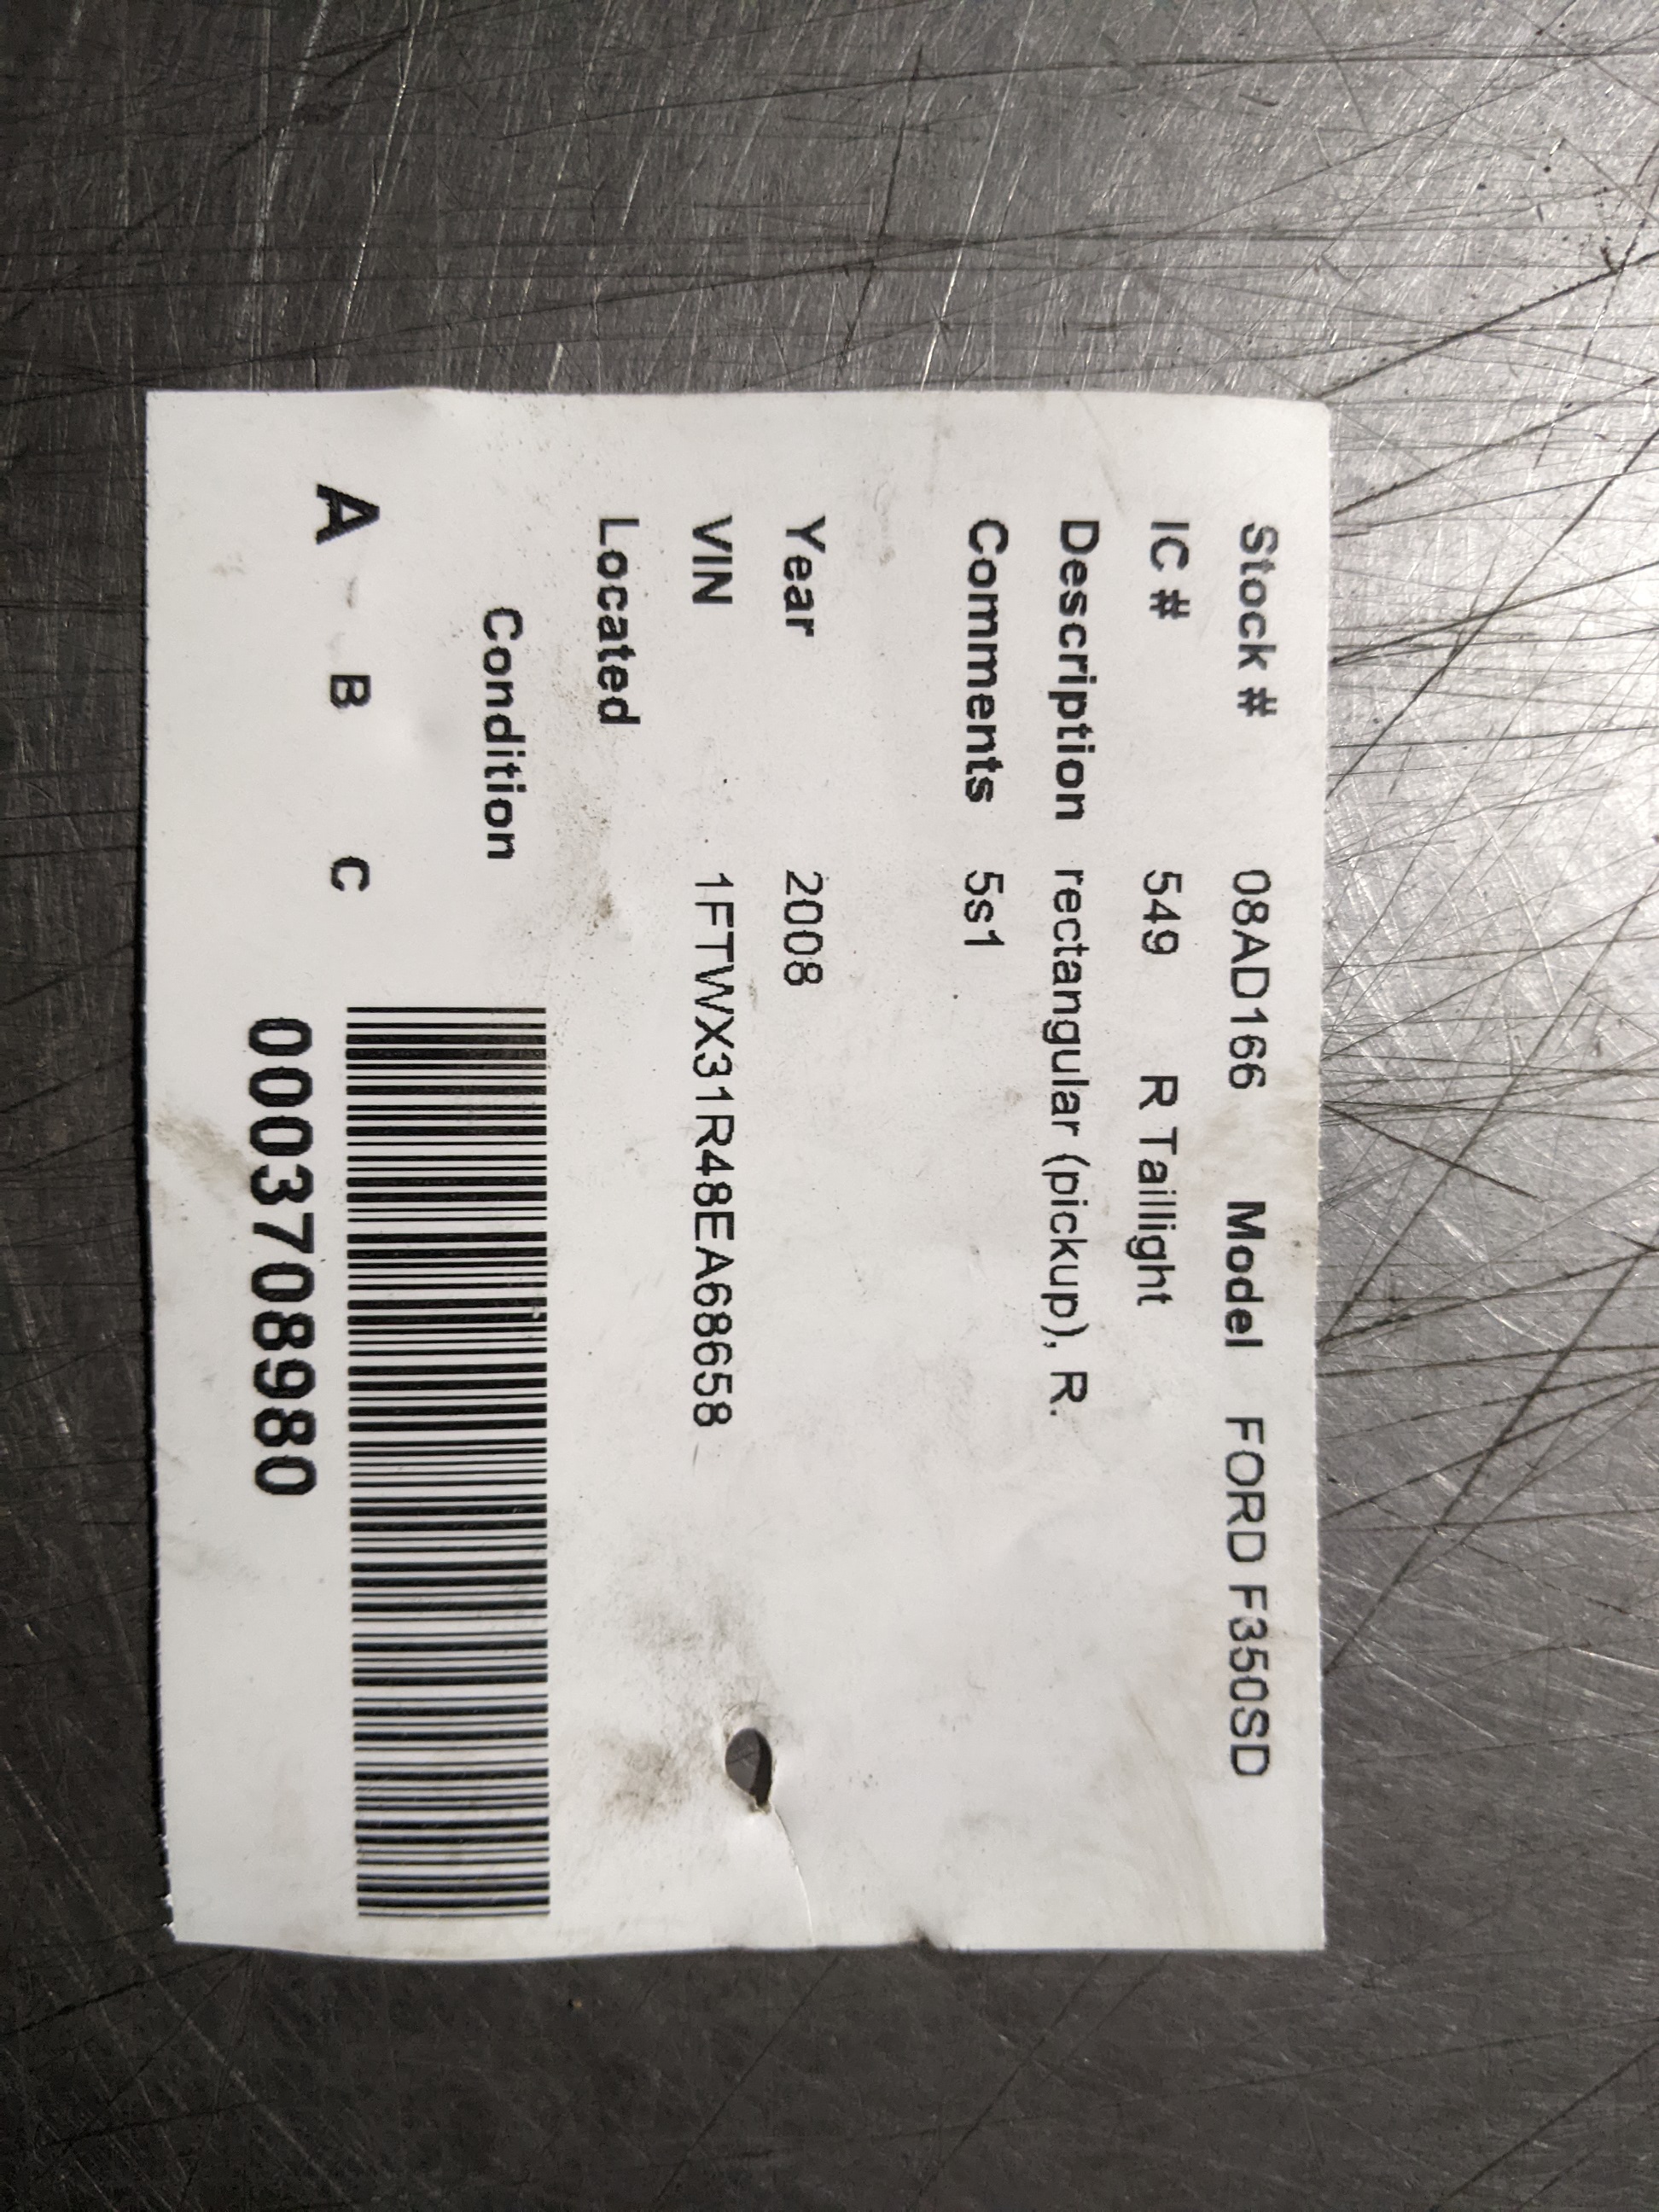 Stock # 08AD166 Model FORD F350SD
IC # 549 R Taillight
Description rectangular (pickup), R.
Comments 5s1
Year 2008
VIN 1FTWX31R48EA68658
Located
Condition
A B C
0003708980